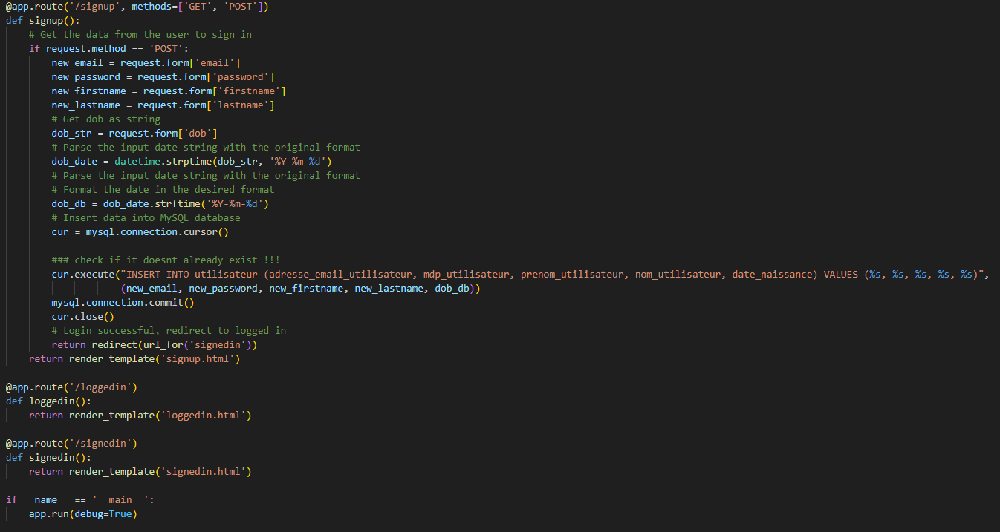 @app.route('/signup', methods=['GET', 'POST'])
def signup():
    # Get the data from the user to sign in
    if request.method == 'POST':
        new_email = request.form['email']
        new_password = request.form['password']
        new_firstname = request.form['firstname']
        new_lastname = request.form['lastname']
        # Get dob as string
        dob_str = request.form['dob']
        # Parse the input date string with the original format
        dob_date = datetime.strptime(dob_str, '%Y-%m-%d')
        # Parse the input date string with the original format
        # Format the date in the desired format
        dob_db = dob_date.strftime('%Y-%m-%d')
        # Insert data into MySQL database
        cur = mysql.connection.cursor()

        ### check if it doesnt already exist !!!
        cur.execute("INSERT INTO utilisateur (adresse_email_utilisateur, mdp_utilisateur, prenom_utilisateur, nom_utilisateur, date_naissance) VALUES (%s, %s, %s, %s, %s)",
                    (new_email, new_password, new_firstname, new_lastname, dob_db))
        mysql.connection.commit()
        cur.close()
        # Login successful, redirect to logged in
        return redirect(url_for('signedin'))
    return render_template('signup.html')

@app.route('/loggedin')
def loggedin():
    return render_template('loggedin.html')

@app.route('/signedin')
def signedin():
    return render_template('signedin.html')

if __name__ == '__main__':
    app.run(debug=True)